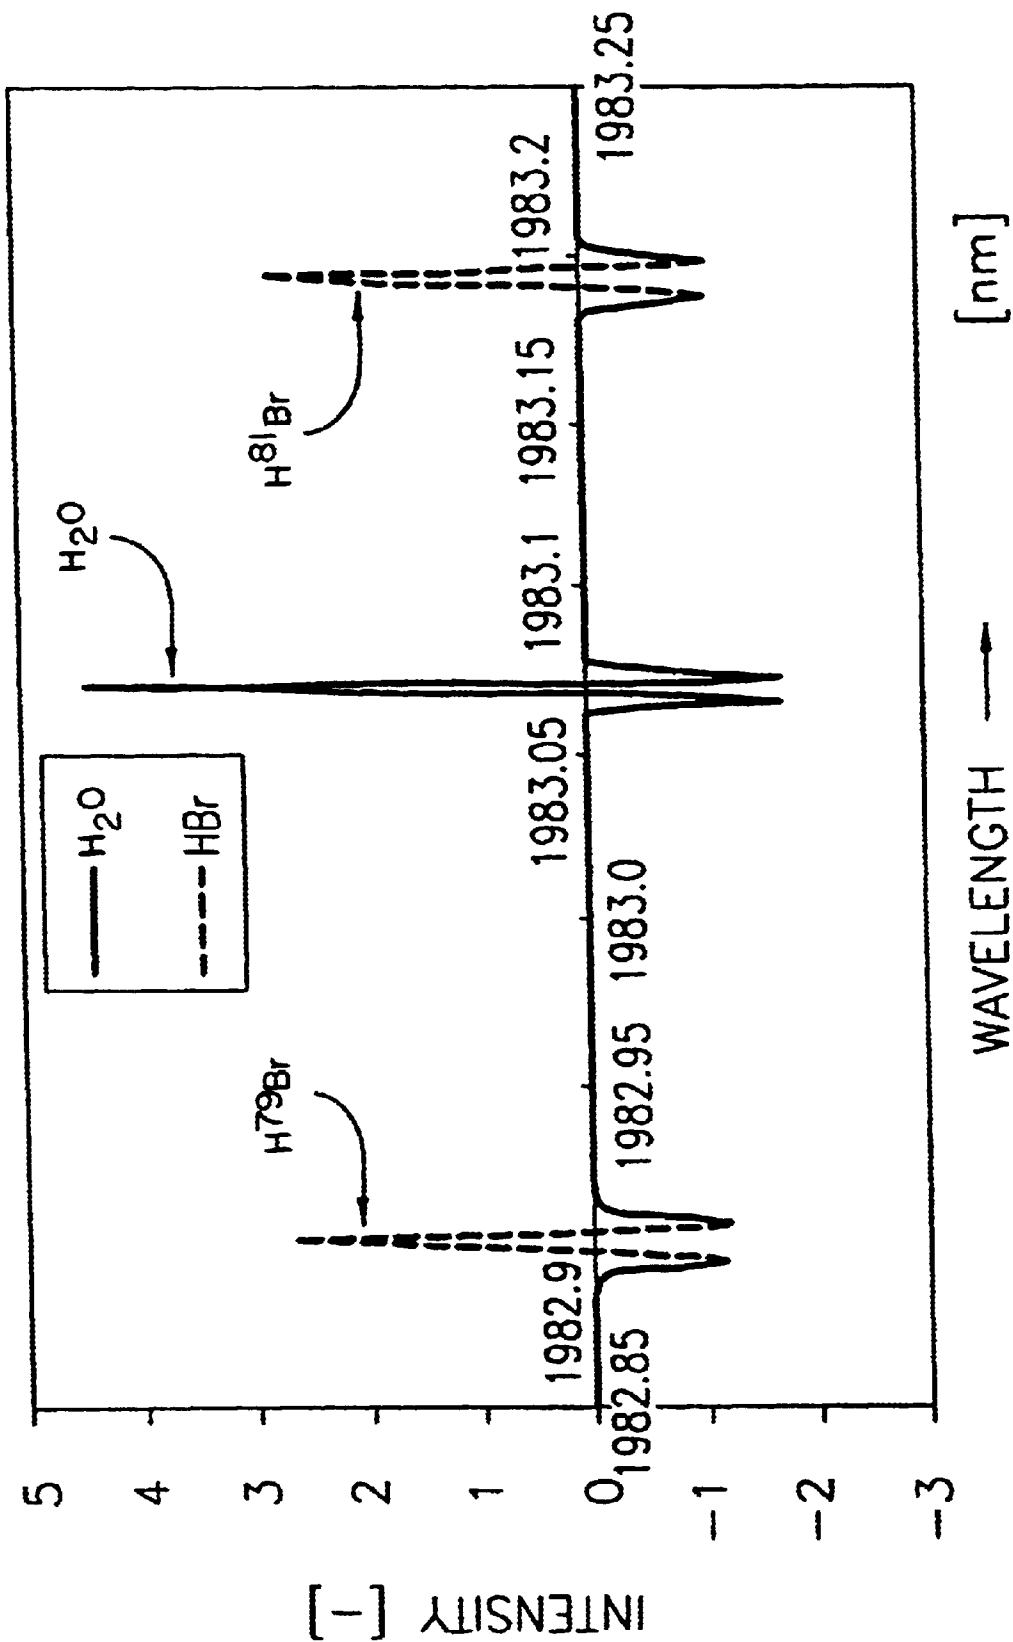 5
4
3
2
1
0
-1
-2
-3
INTENSITY [-]
H₂O
HBr
H⁷⁹Br
H₂O
H⁸¹Br
1982.85
1982.9
1982.95
1983.0
1983.05
1983.1
1983.15
1983.2
1983.25
WAVELENGTH → [nm]